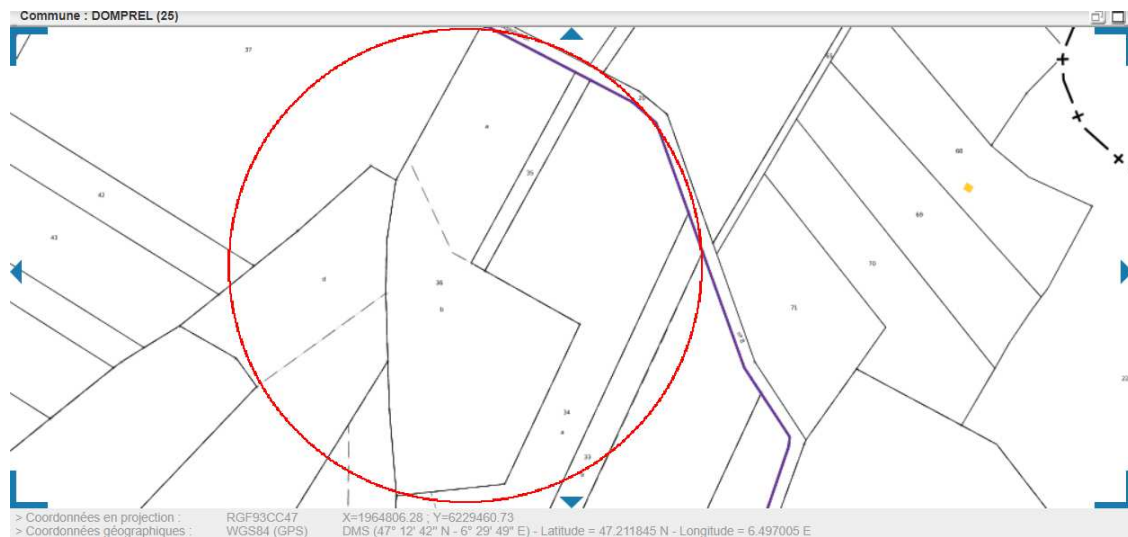 Commune : DOMPREL (25)
37
a
35
42
43
d
36
b
34
a
33
68
69
70
71
22
> Coordonnées en projection : RGF93CC47 X=1964806.28 ; Y=6229460.73
> Coordonnées géographiques : WGS84 (GPS) DMS (47° 12' 42" N - 6° 29' 49" E) - Latitude = 47.211845 N - Longitude = 6.497005 E